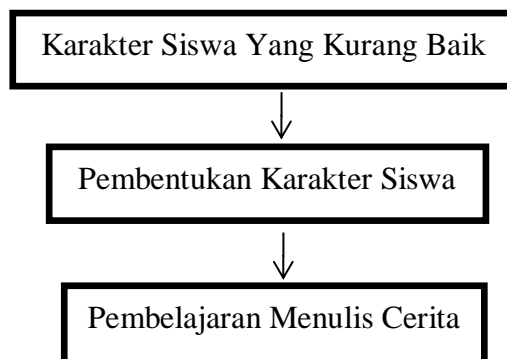 Karakter Siswa Yang Kurang Baik
Pembentukan Karakter Siswa
Pembelajaran Menulis Cerita